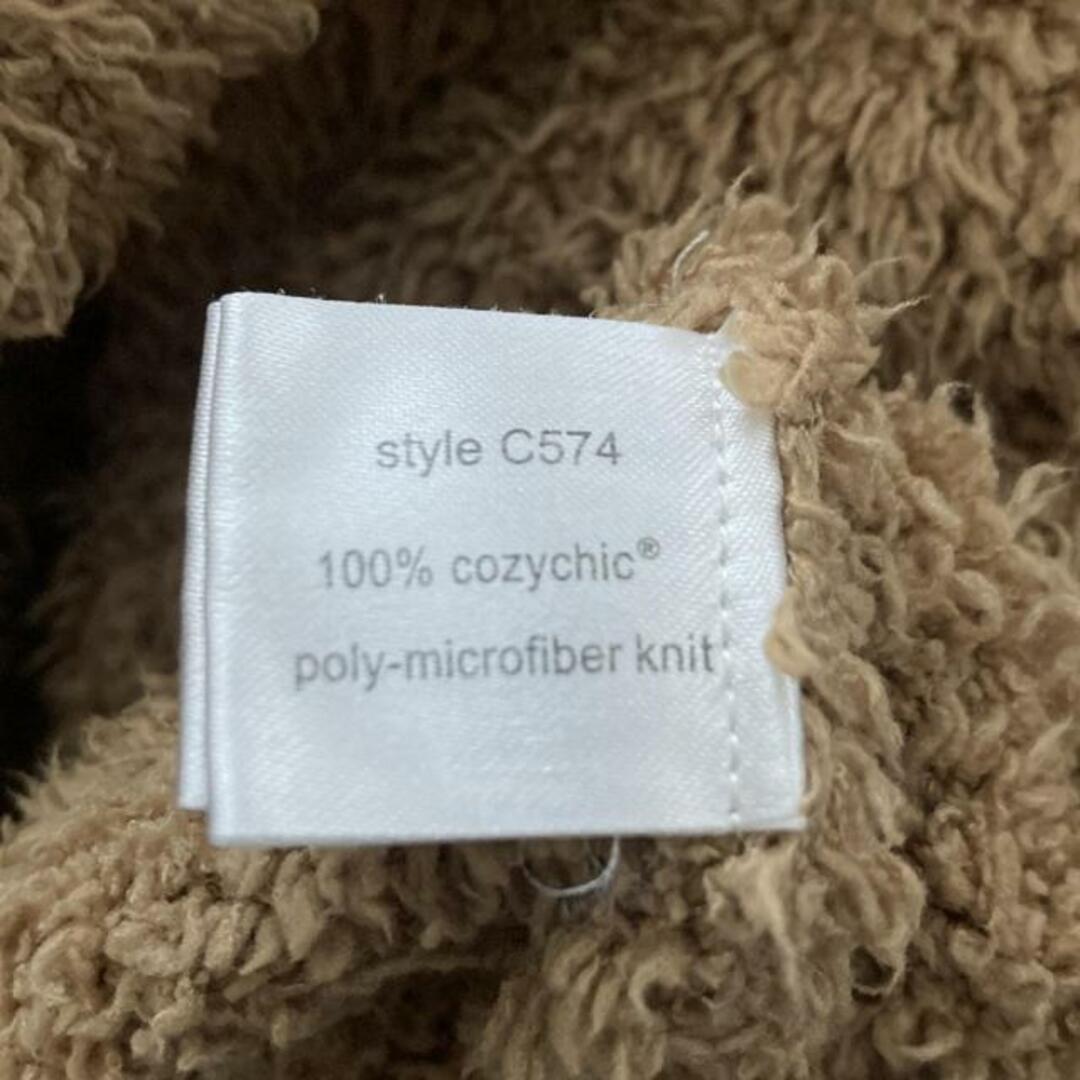 style C574
100% cozychic®
poly-microfiber knit